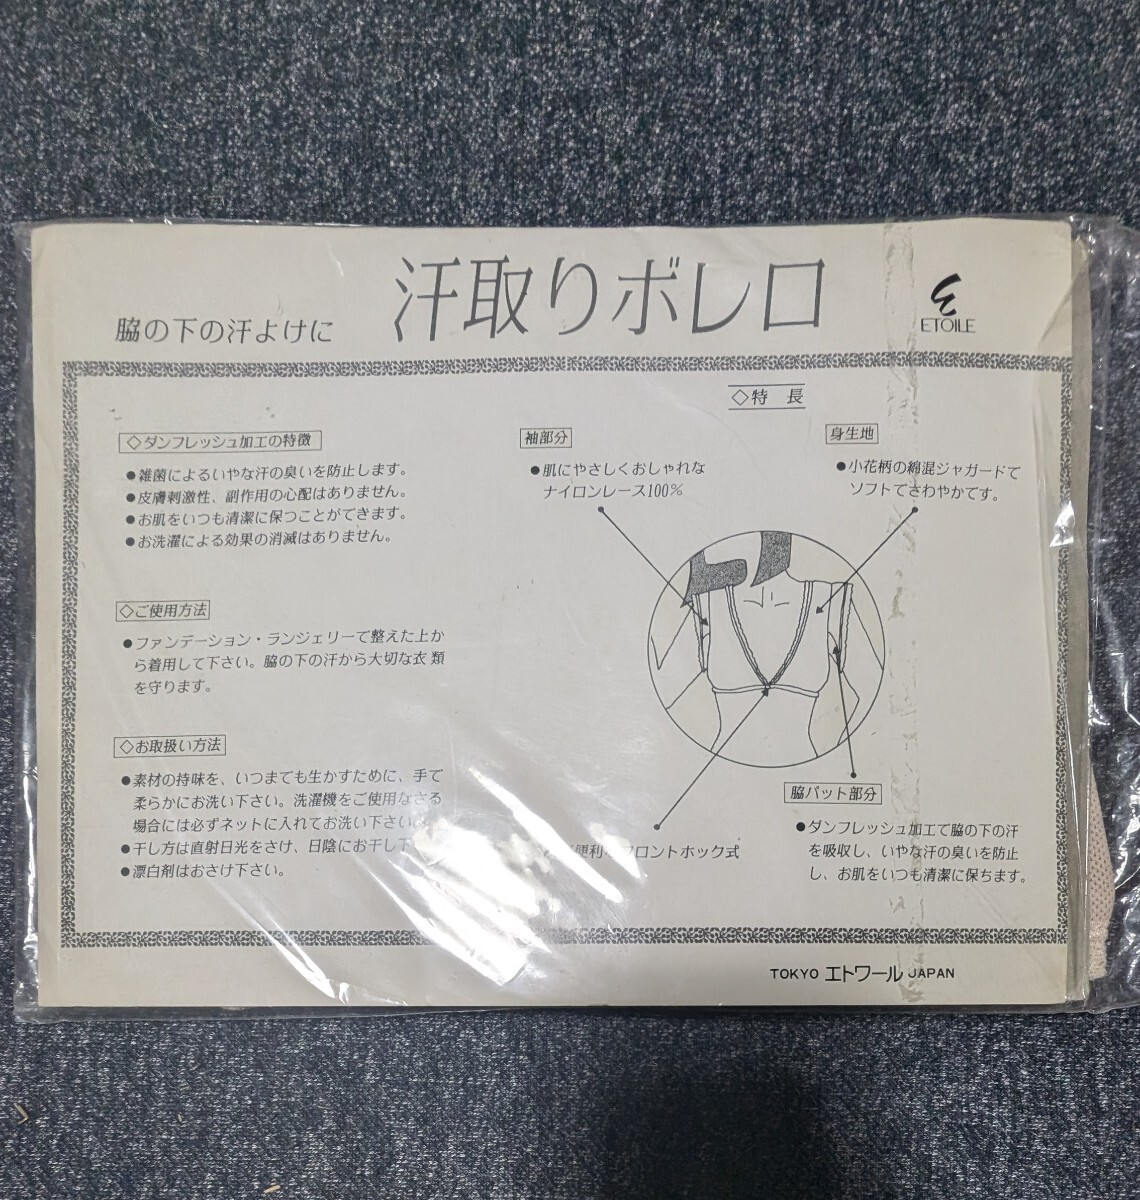 汗取りボレロ
脇の下の汗よけに
ETOILE
◇特 長
◇ダンフレッシュ加工の特徴
●雑菌によるいやな汗の臭いを防止します。
●皮膚刺激性、副作用の心配はありません。
●お肌をいつも清潔に保つことができます。
●お洗濯による効果の消滅はありません。
◇ご使用方法
●ファンデーション・ランジェリーで整えた上か
ら着用して下さい。脇の下の汗から大切な衣類
を守ります。
◇お取扱い方法
●素材の持味を、いつまでも生かすために、手で
柔らかにお洗い下さい。洗濯機をご使用なさる
場合には必ずネットに入れてお洗い下さい。
●干し方は直射日光をさけ、日陰にお干し下
●漂白剤はおさけ下さい。
袖部分
●肌にやさしくおしゃれな
ナイロンレース100%
身生地
●小花柄の綿混ジャガードで
ソフトでさわやかです。
便利 フロントホック式
脇パット部分
●ダンフレッシュ加工で脇の下の汗
を吸収し、いやな汗の臭いを防止
し、お肌をいつも清潔に保ちます。
TOKYO エトワール JAPAN